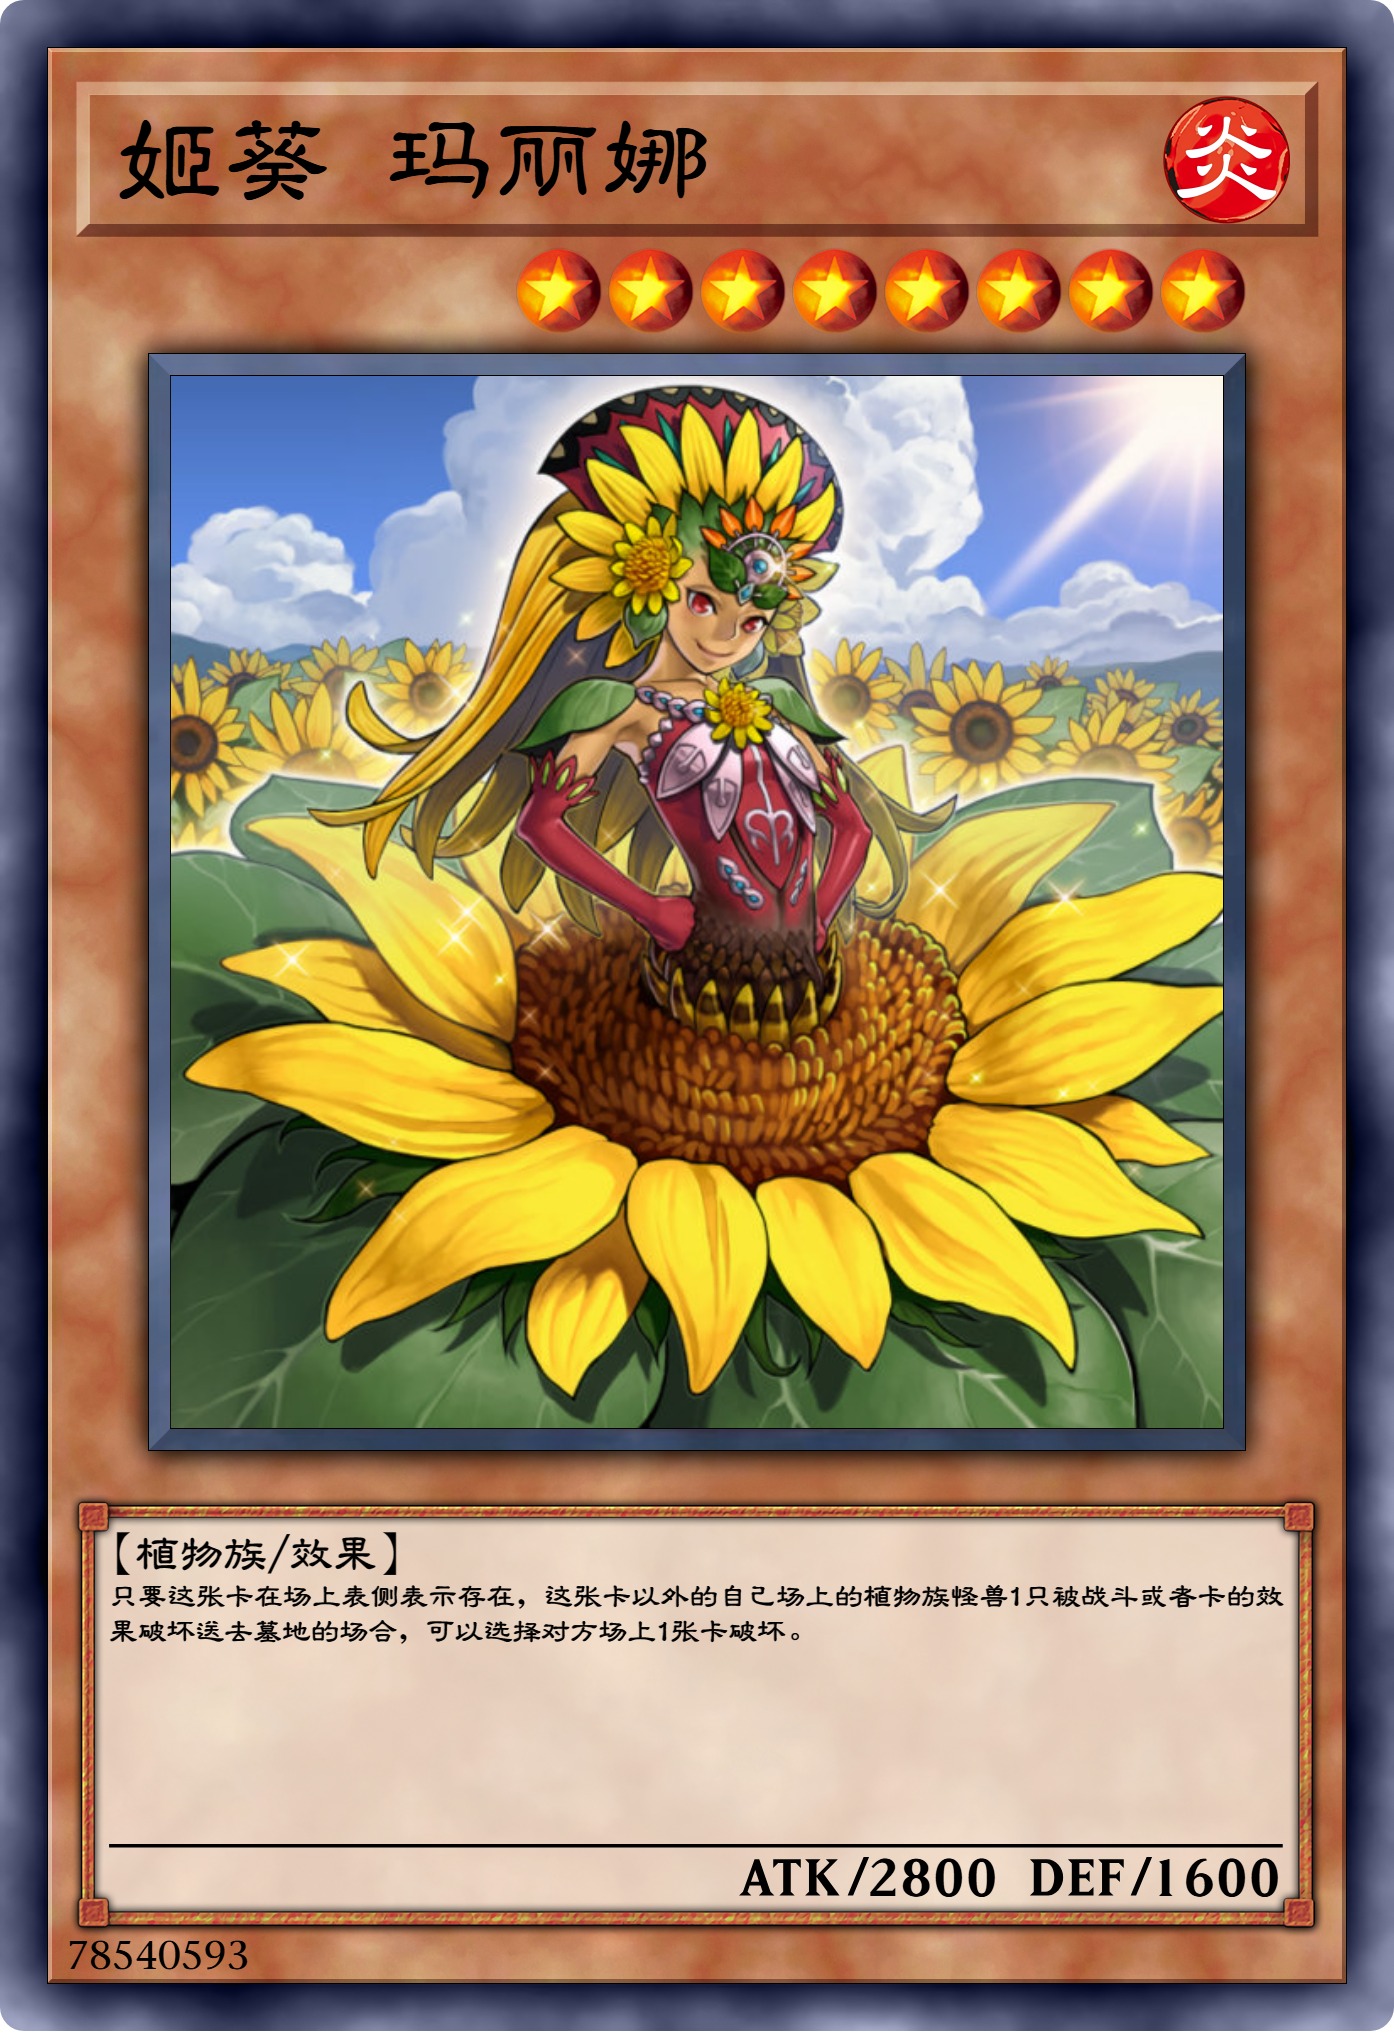 姬葵 玛丽娜
炎
【植物族/效果】
只要这张卡在场上表侧表示存在，这张卡以外的自己场上的植物族怪兽1只被战斗或者卡的效
果破坏送去墓地的场合，可以选择对方场上1张卡破坏。
ATK/2800 DEF/1600
78540593